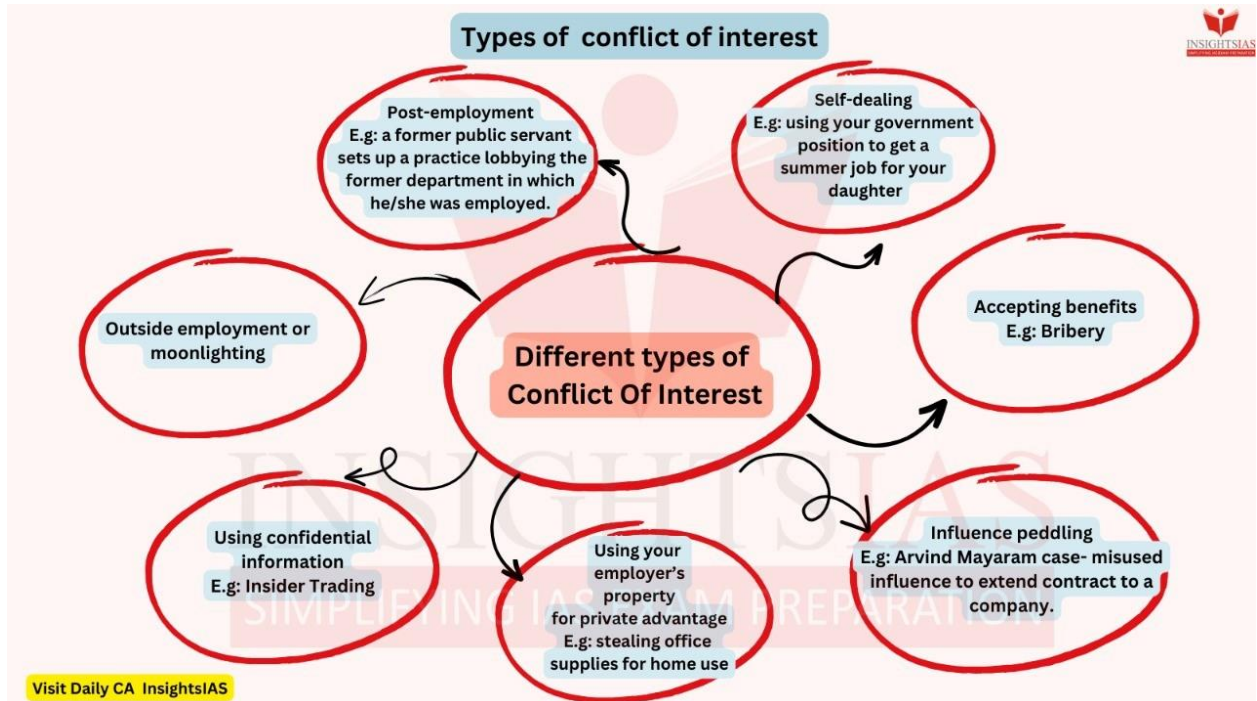 Types of conflict of interest
INSIGHTSIAS
SIMPLIFYING IAS EXAM PREPARATION
Post-employment
E.g: a former public servant
sets up a practice lobbying the
former department in which
he/she was employed.
Self-dealing
E.g: using your government
position to get a
summer job for your
daughter
Outside employment or
moonlighting
Accepting benefits
E.g: Bribery
Different types of
Conflict Of Interest
Using confidential
information
E.g: Insider Trading
Using your
employer’s
property
for private advantage
E.g: stealing office
supplies for home use
Influence peddling
E.g: Arvind Mayaram case- misused
influence to extend contract to a
company.
INSIGHTSIAS
SIMPLIFYING IAS EXAM PREPARATION
Visit Daily CA InsightsIAS